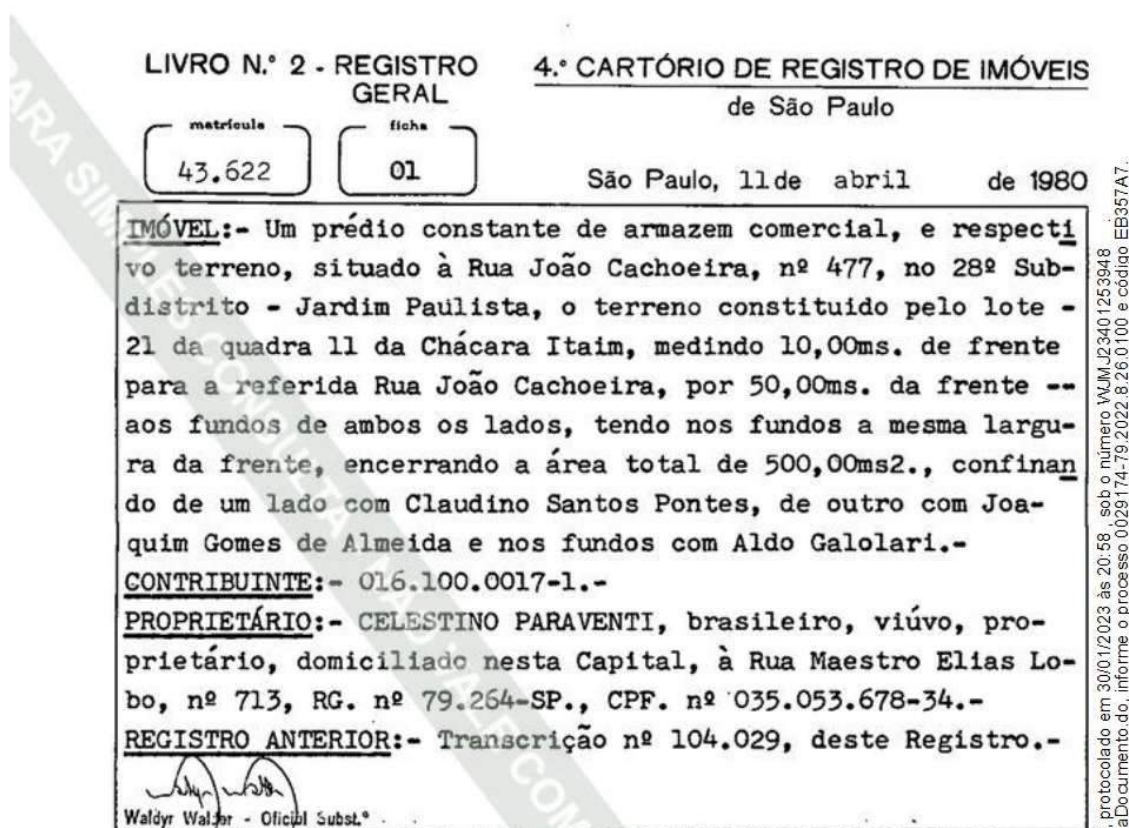 LIVRO N.º 2 - REGISTRO
GERAL
4.º CARTÓRIO DE REGISTRO DE IMÓVEIS
de São Paulo
matrícula
43.622
ficha
01
São Paulo, 11 de abril de 1980
IMÓVEL:- Um prédio constante de armazem comercial, e respecti
vo terreno, situado à Rua João Cachoeira, nº 477, no 28º Sub-
distrito - Jardim Paulista, o terreno constituido pelo lote -
21 da quadra 11 da Chácara Itaim, medindo 10,00ms. de frente
para a referida Rua João Cachoeira, por 50,00ms. da frente --
aos fundos de ambos os lados, tendo nos fundos a mesma largu-
ra da frente, encerrando a área total de 500,00ms2., confinan
do de um lado com Claudino Santos Pontes, de outro com Joa-
quim Gomes de Almeida e nos fundos com Aldo Galolari.-
CONTRIBUINTE:- 016.100.0017-1.-
PROPRIETÁRIO:- CELESTINO PARAVENTI, brasileiro, viúvo, pro-
prietário, domiciliado nesta Capital, à Rua Maestro Elias Lo-
bo, nº 713, RG. nº 79.264-SP., CPF. nº 035.053.678-34.-
REGISTRO ANTERIOR:- Transcrição nº 104.029, deste Registro.-
Waldyr Walder - Oficial Subst.º
PARA SIMPLES CONSULTA NÃO VALE COM
, protocolado em 30/01/2023 às 20:58 , sob o número WJMJ23401253948
aDocumento.do, informe o processo 0029174-79.2022.8.26.0100 e código EB357A7.